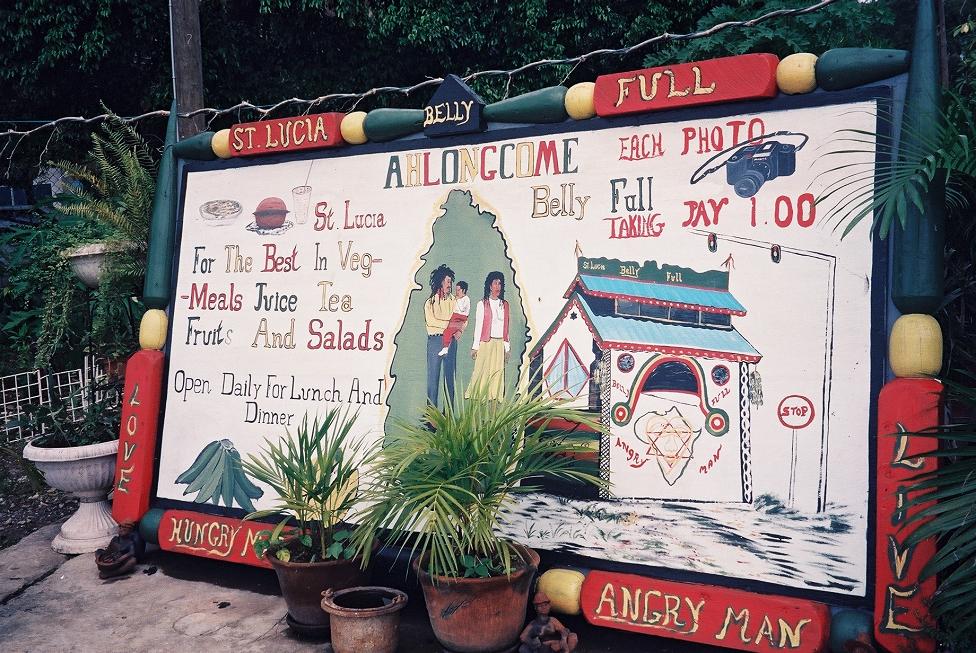 ST. LUCIA
BELLY
FULL
AHLONGCOME
EACH PHOTO
Belly Full
TAKING DAY 1.00
St. Lucia
For The Best In Veg-
-Meals Juice Tea
Fruits And Salads
Open Daily For Lunch And
Dinner
St Lucia Belly Full
BELLY FULL
ANGRY MAN
STOP
LOVE
LIVE
HUNGRY
ANGRY MAN